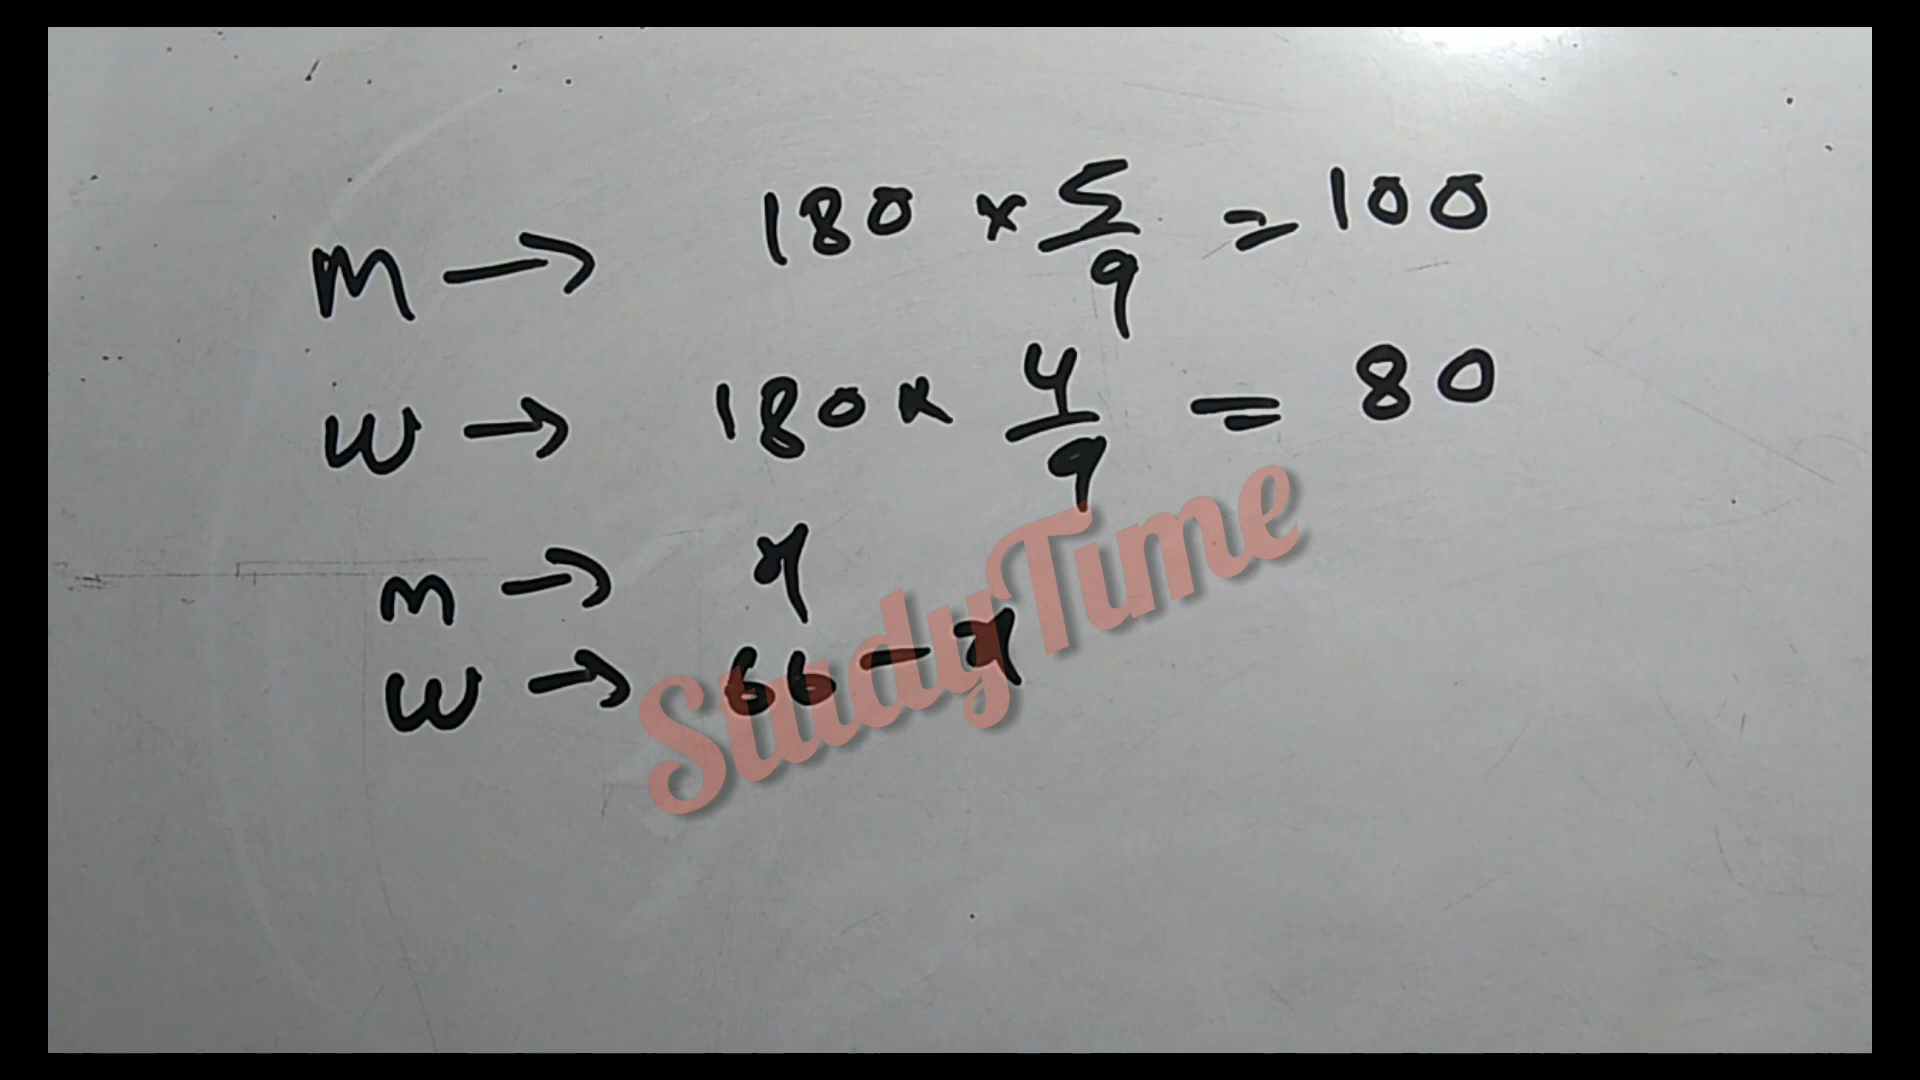 M → 180 × 5/9 = 100
W → 180 × 4/9 = 80
m → x
W → 66 - x
StudyTime